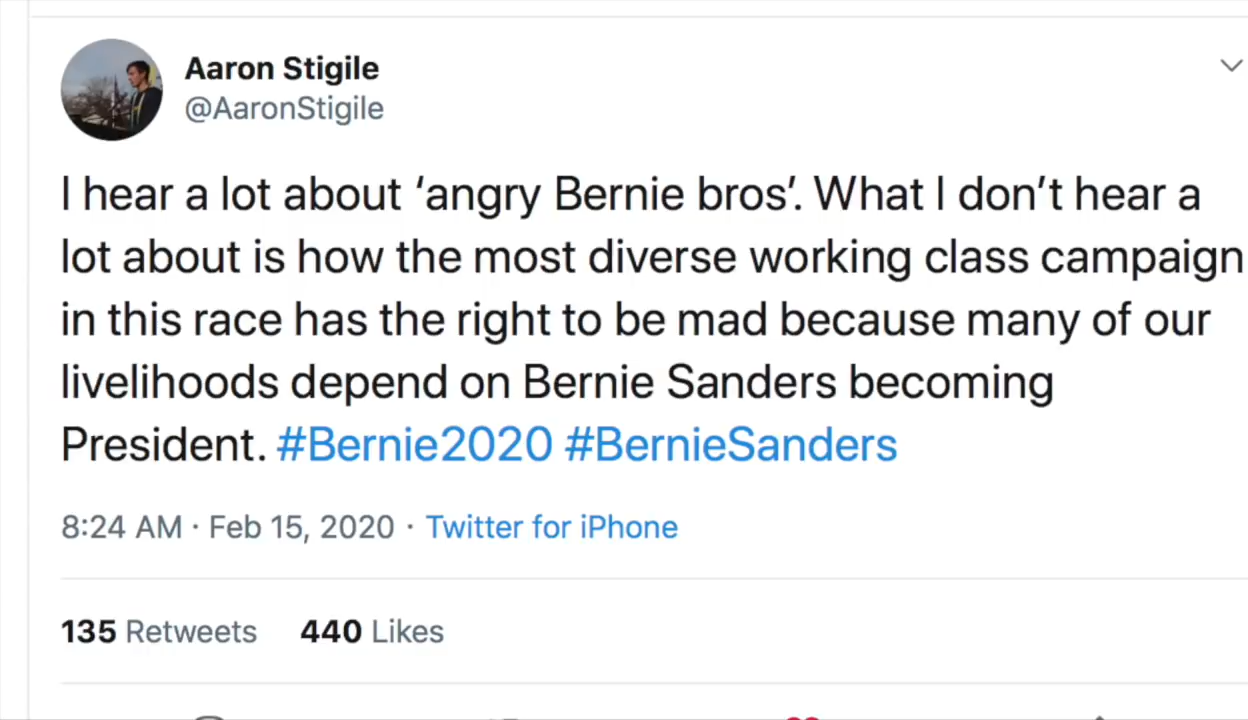 Aaron Stigile
@AaronStigile
I hear a lot about ‘angry Bernie bros’. What I don’t hear a
lot about is how the most diverse working class campaign
in this race has the right to be mad because many of our
livelihoods depend on Bernie Sanders becoming
President. #Bernie2020 #BernieSanders
8:24 AM · Feb 15, 2020 · Twitter for iPhone
135 Retweets 440 Likes